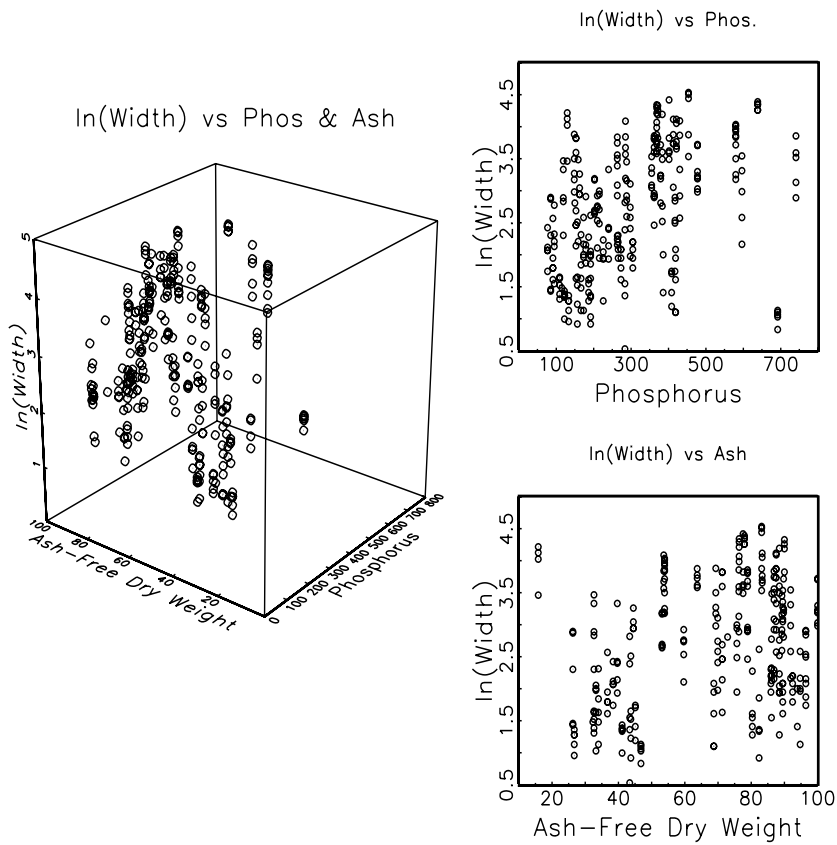 ln(Width) vs Phos & Ash
5
4
3
2
1
ln(Width)
100
80
60
40
20
Ash-Free Dry Weight
0
100
200
300
400
500
600
700
800
Phosphorus
ln(Width) vs Phos.
4.5
3.5
2.5
1.5
0.5
ln(Width)
100 300 500 700
Phosphorus
ln(Width) vs Ash
4.5
3.5
2.5
1.5
0.5
ln(Width)
20 40 60 80 100
Ash-Free Dry Weight